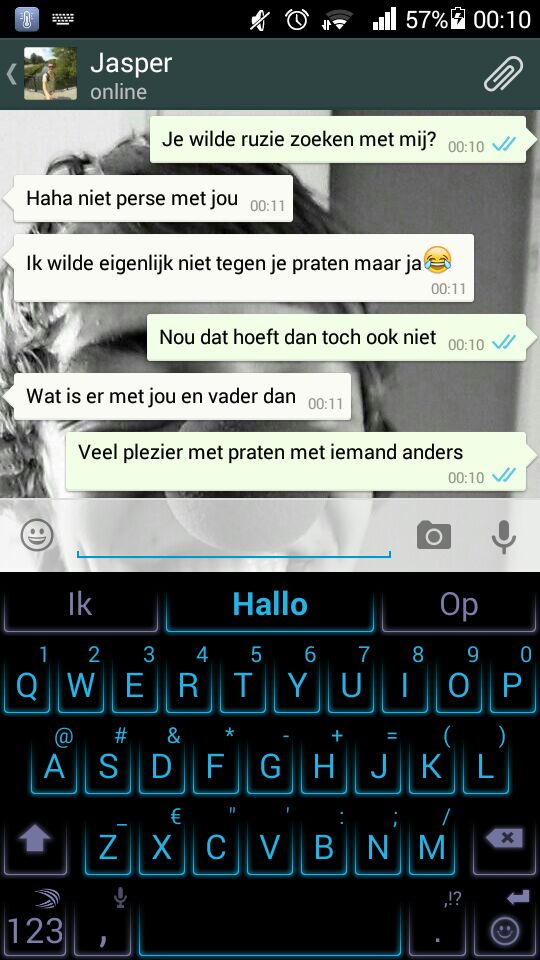 57% 00:10
Jasper
online
Je wilde ruzie zoeken met mij? 00:10
Haha niet perse met jou 00:11
Ik wilde eigenlijk niet tegen je praten maar ja😂
00:11
Nou dat hoeft dan toch ook niet 00:10
Wat is er met jou en vader dan 00:11
Veel plezier met praten met iemand anders
00:10
Ik Hallo Op
1 2 3 4 5 6 7 8 9 0
Q W E R T Y U I O P
@ # & * - + = ( )
A S D F G H J K L
_ € " ' : ; /
Z X C V B N M
,!?
123 , .